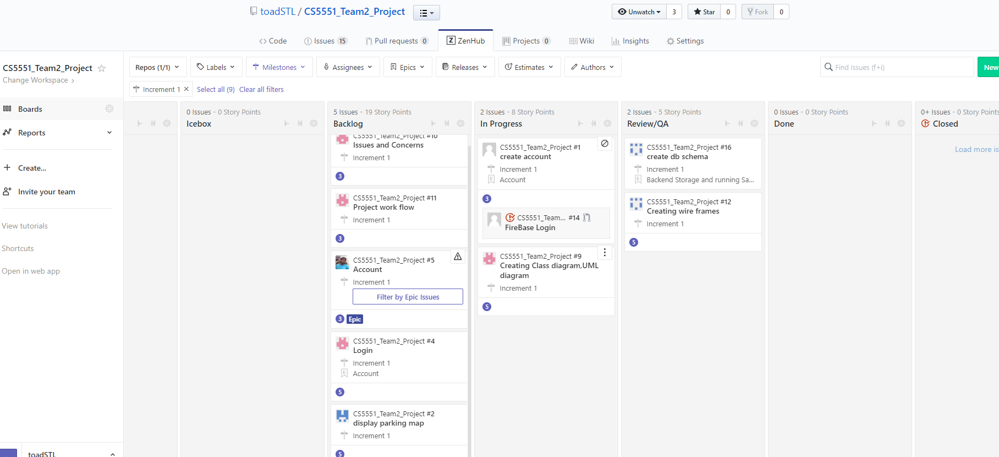 toadSTL / CS5551_Team2_Project
Unwatch 3 Star 0 Fork 0
Code Issues 15 Pull requests 0 ZenHub Projects 0 Wiki Insights Settings
CS5551_Team2_Project
Change Workspace
Boards
Reports
Create...
Invite your team
View tutorials
Shortcuts
Open in web app
toadSTL
Repos (1/1) Labels Milestones Assignees Epics Releases Estimates Authors
Find Issues (f+i)
New
Increment 1 Select all (9) Clear all filters
0 Issues - 0 Story Points
Icebox
5 Issues - 19 Story Points
Backlog
CS5551_Team2_Project #10
Issues and Concerns
Increment 1
3
CS5551_Team2_Project #11
Project work flow
Increment 1
3
CS5551_Team2_Project #5
Account
Increment 1
Filter by Epic Issues
3 Epic
CS5551_Team2_Project #4
Login
Increment 1
Account
5
CS5551_Team2_Project #2
display parking map
Increment 1
5
2 Issues - 8 Story Points
In Progress
CS5551_Team2_Project #1
create account
Increment 1
Account
3
CS5551_Team... #14
FireBase Login
CS5551_Team2_Project #9
Creating Class diagram,UML
diagram
Increment 1
5
2 Issues - 5 Story Points
Review/QA
CS5551_Team2_Project #16
create db schema
Increment 1
Backend Storage and running Sa...
CS5551_Team2_Project #12
Creating wire frames
Increment 1
5
0 Issues - 0 Story Points
Done
0+ Issues - 0 Story Points
Closed
Load more is